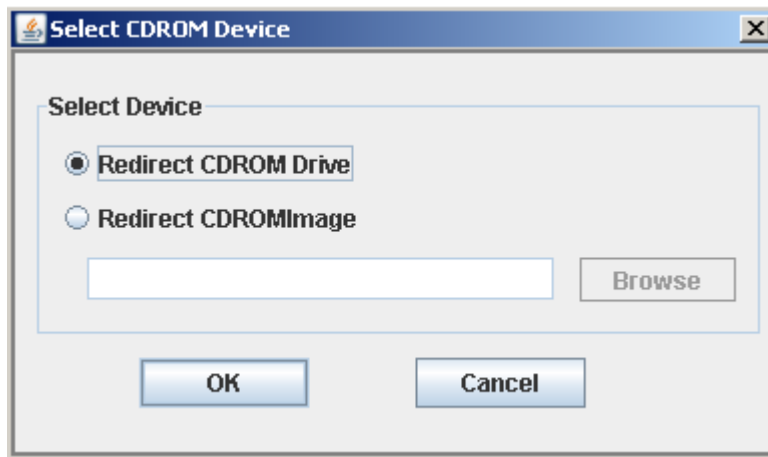 Select CDROM Device
Select Device
Redirect CDROM Drive
Redirect CDROMImage
Browse
OK Cancel